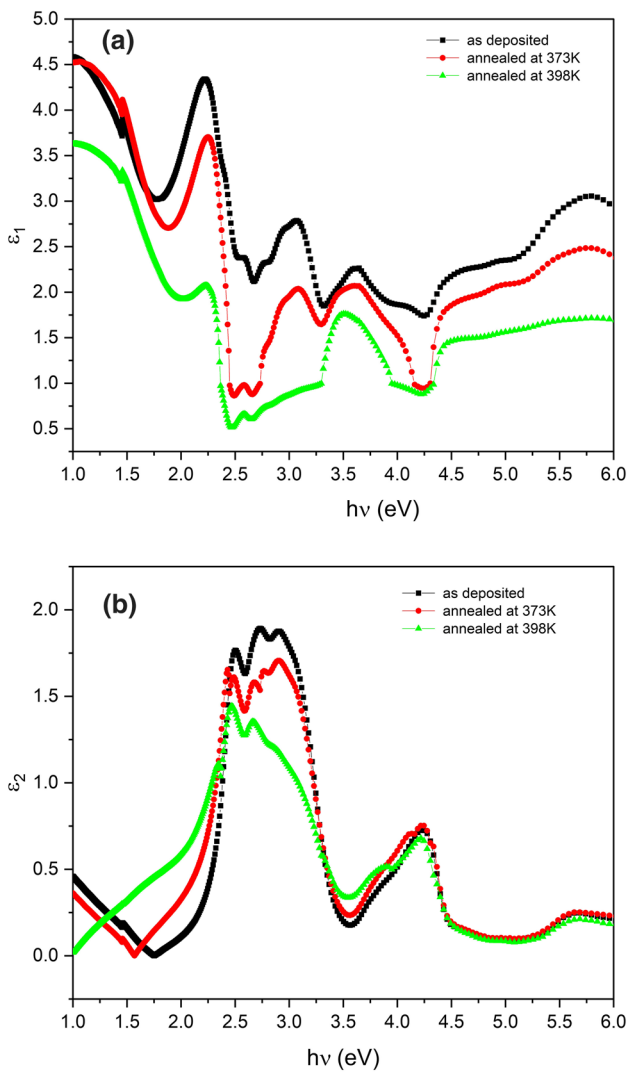 (a)
as deposited
annealed at 373K
annealed at 398K
ε1
5.0
4.5
4.0
3.5
3.0
2.5
2.0
1.5
1.0
0.5
1.0 1.5 2.0 2.5 3.0 3.5 4.0 4.5 5.0 5.5 6.0
hν (eV)
(b)
as deposited
annealed at 373K
annealed at 398K
ε2
2.0
1.5
1.0
0.5
0.0
1.0 1.5 2.0 2.5 3.0 3.5 4.0 4.5 5.0 5.5 6.0
hν (eV)